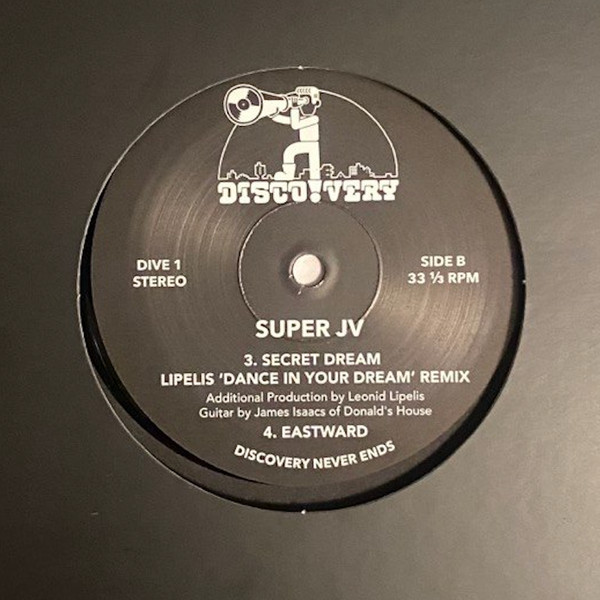 DISCO!VERY
DIVE 1
STEREO
SIDE B
33 ⅓ RPM
SUPER JV
3. SECRET DREAM
LIPELIS ‘DANCE IN YOUR DREAM’ REMIX
Additional Production by Leonid Lipelis
Guitar by James Isaacs of Donald's House
4. EASTWARD
DISCOVERY NEVER ENDS